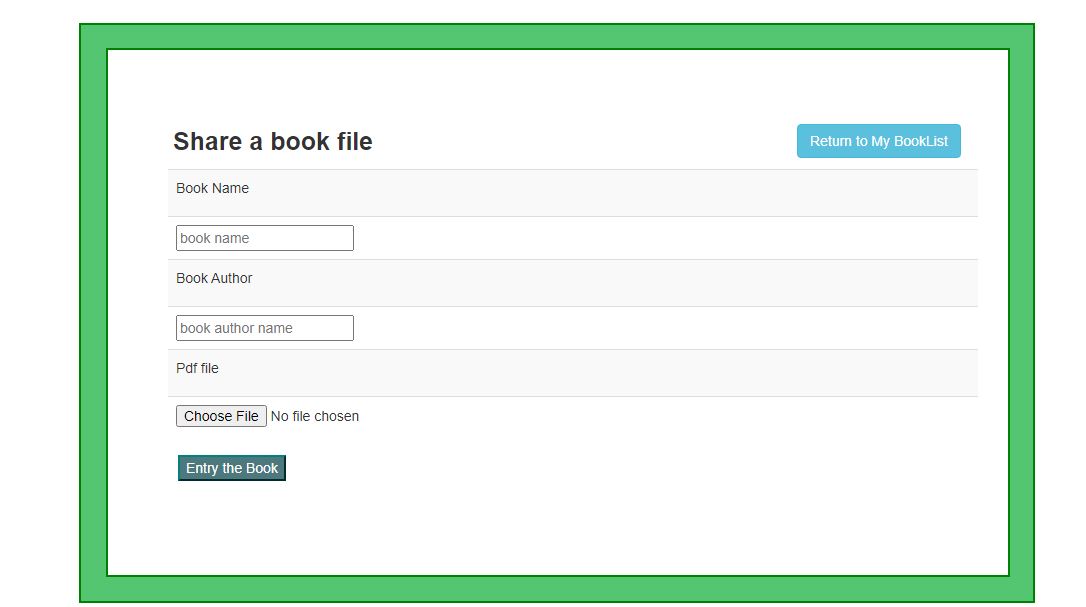 Share a book file
Return to My BookList
Book Name
book name
Book Author
book author name
Pdf file
Choose File No file chosen
Entry the Book